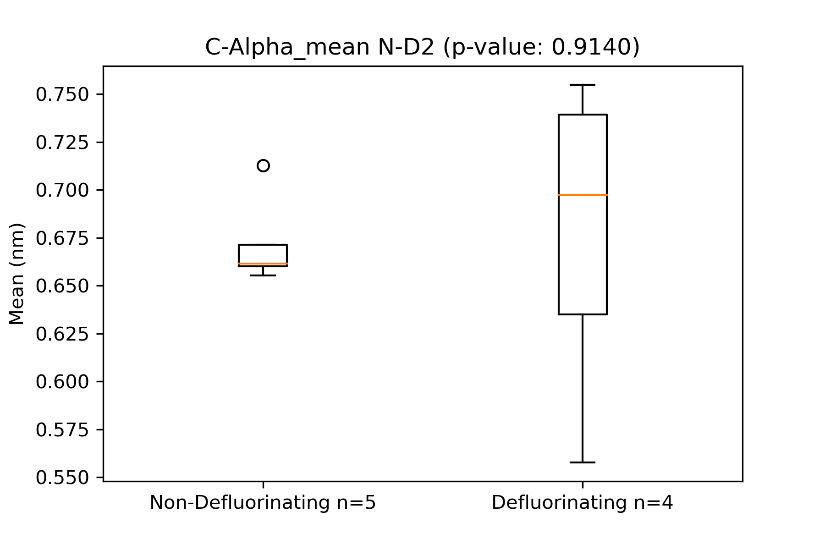 C-Alpha_mean N-D2 (p-value: 0.9140)
Mean (nm)
0.750
0.725
0.700
0.675
0.650
0.625
0.600
0.575
0.550
Non-Defluorinating n=5
Defluorinating n=4